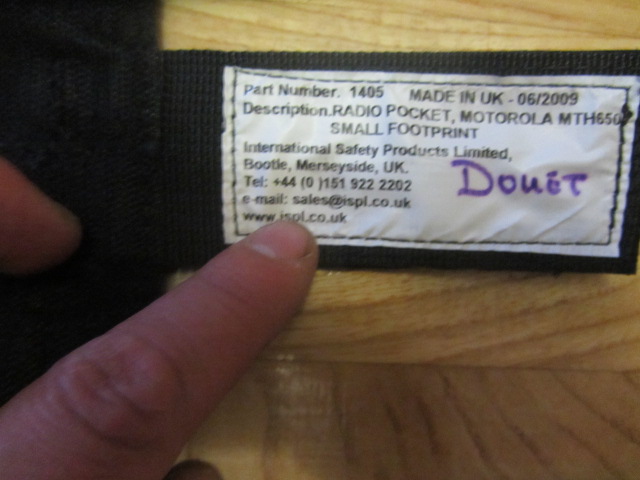 Part Number. 1405 MADE IN UK - 06/2009
Description.RADIO POCKET, MOTOROLA MTH650
SMALL FOOTPRINT
International Safety Products Limited,
Bootle, Merseyside, UK.
Tel: +44 (0 )151 922 2202
e-mail: sales@ispl.co.uk
www.ispl.co.uk
DOUËT